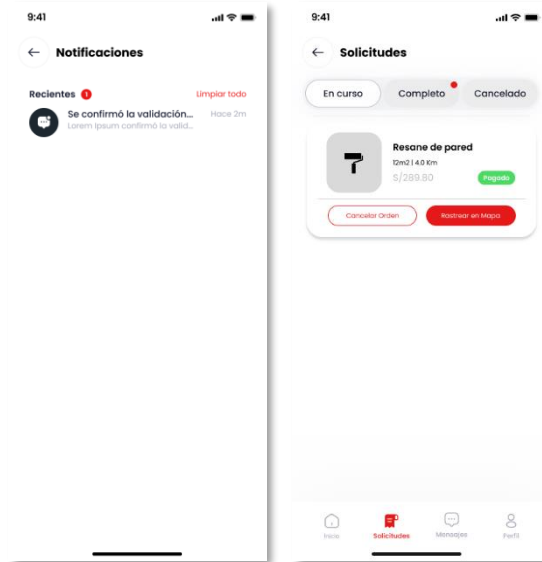 9:41
Notificaciones
Recientes 1
Limpiar todo
Se confirmó la validación...
Hace 2m
Lorem ipsum confirmó la valid...
9:41
Solicitudes
En curso
Completo
Cancelado
Resane de pared
12m2 | 4.0 Km
S/289.80
Pagado
Cancelar Orden
Rastrear en Mapa
Inicio
Solicitudes
Mensajes
Perfil